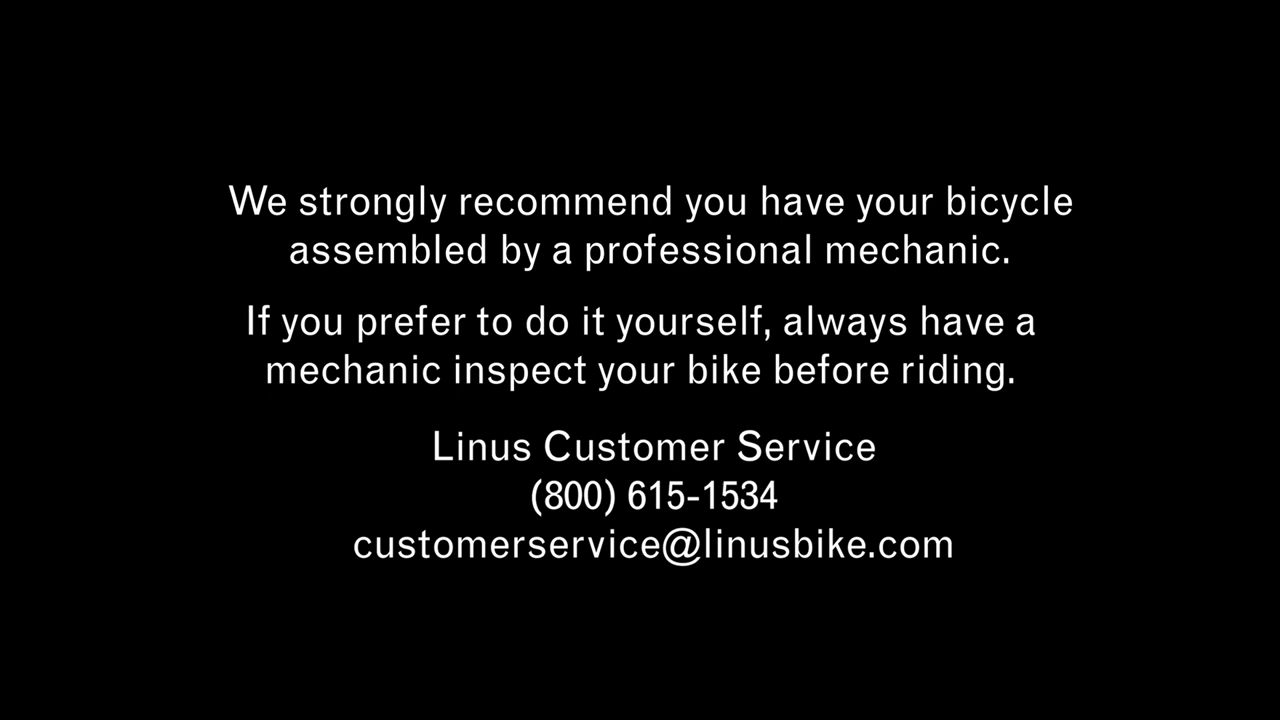 We strongly recommend you have your bicycle
assembled by a professional mechanic.
If you prefer to do it yourself, always have a
mechanic inspect your bike before riding.
Linus Customer Service
(800) 615-1534
customerservice@linusbike.com